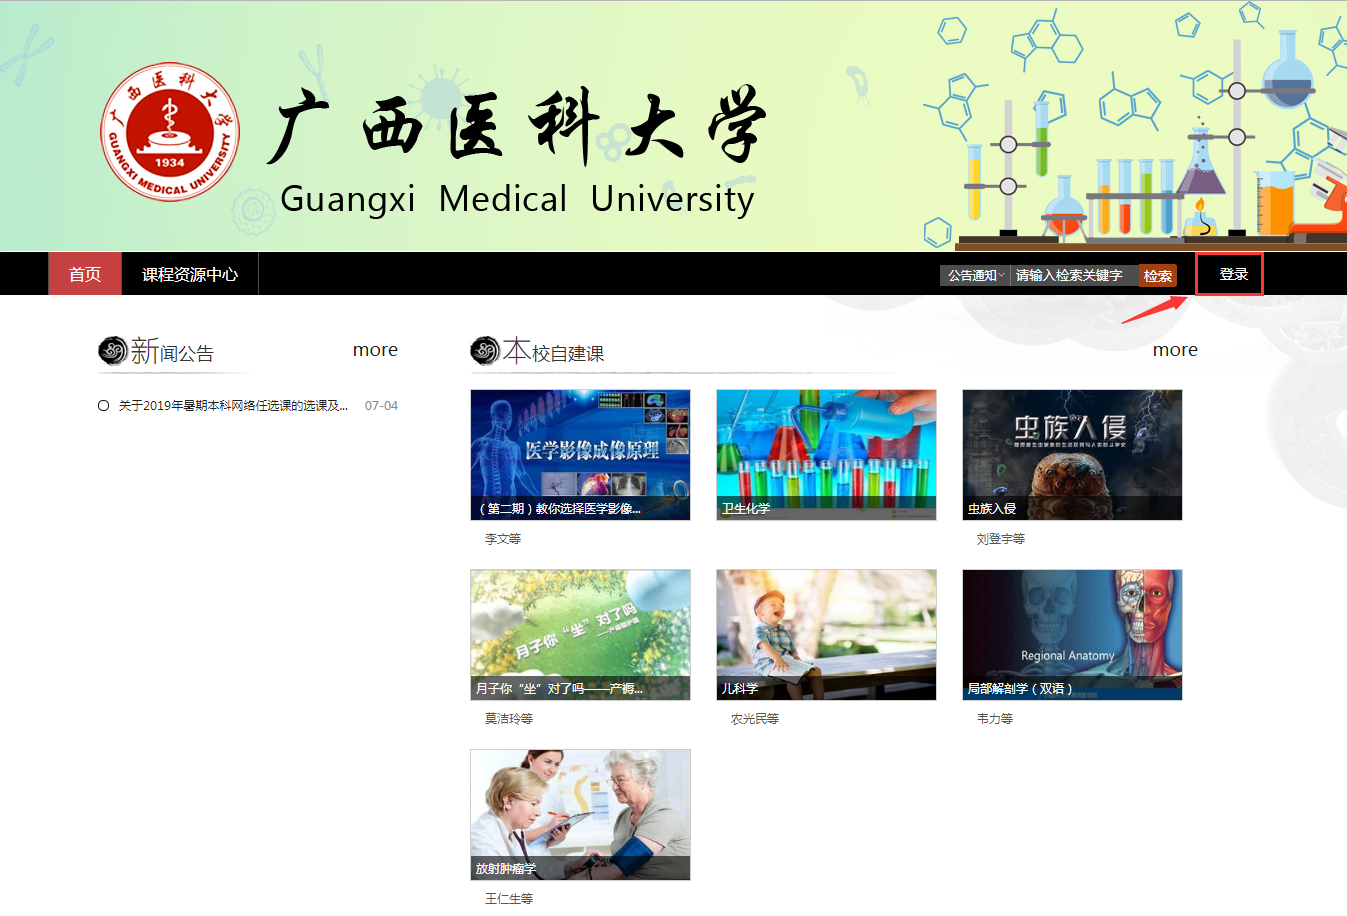 广西医科大学
GUANGXI MEDICAL UNIVERSITY
1934
广西医科大学
Guangxi Medical University
首页
课程资源中心
公告通知
请输入检索关键字
检索
登录
新闻公告
more
关于2019年暑期本科网络任选课的选课及...
07-04
本校自建课
more
医学影像成像原理
（第二期）教你选择医学影像...
李文等
卫生化学
虫族入侵
虫族入侵
刘登宇等
月子你“坐”对了吗
月子你“坐”对了吗——产褥...
莫洁玲等
儿科学
农光民等
Regional Anatomy
局部解剖学（双语）
韦力等
放射肿瘤学
王仁生等